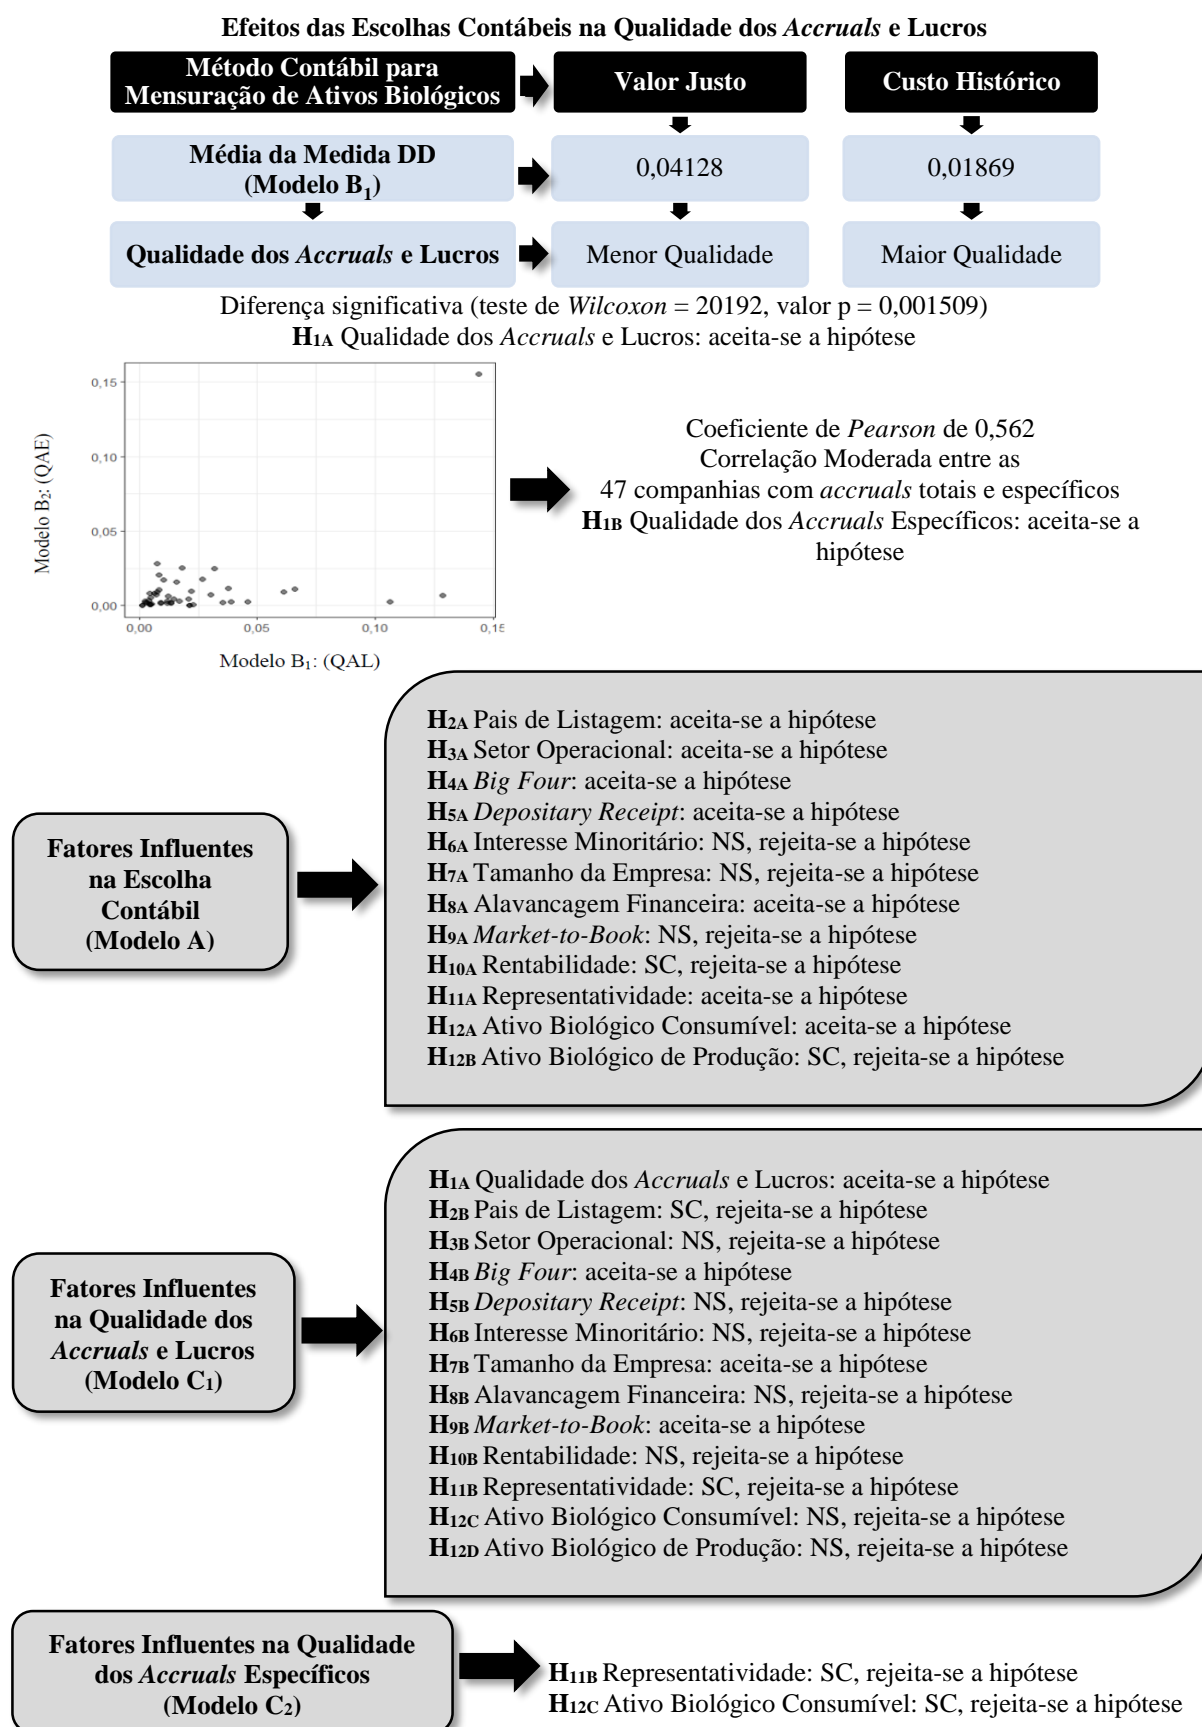 Efeitos das Escolhas Contábeis na Qualidade dos Accruals e Lucros
Método Contábil para
Mensuração de Ativos Biológicos
Valor Justo
Custo Histórico
Média da Medida DD
(Modelo B1)
0,04128
0,01869
Qualidade dos Accruals e Lucros
Menor Qualidade
Maior Qualidade
Diferença significativa (teste de Wilcoxon = 20192, valor p = 0,001509)
H1A Qualidade dos Accruals e Lucros: aceita-se a hipótese
Modelo B2: (QAE)
0,15
0,10
0,05
0,00
0,00
0,05
0,10
0,15
Modelo B1: (QAL)
Coeficiente de Pearson de 0,562
Correlação Moderada entre as
47 companhias com accruals totais e específicos
H1B Qualidade dos Accruals Específicos: aceita-se a
hipótese
Fatores Influentes
na Escolha
Contábil
(Modelo A)
H2A Pais de Listagem: aceita-se a hipótese
H3A Setor Operacional: aceita-se a hipótese
H4A Big Four: aceita-se a hipótese
H5A Depositary Receipt: aceita-se a hipótese
H6A Interesse Minoritário: NS, rejeita-se a hipótese
H7A Tamanho da Empresa: NS, rejeita-se a hipótese
H8A Alavancagem Financeira: aceita-se a hipótese
H9A Market-to-Book: NS, rejeita-se a hipótese
H10A Rentabilidade: SC, rejeita-se a hipótese
H11A Representatividade: aceita-se a hipótese
H12A Ativo Biológico Consumível: aceita-se a hipótese
H12B Ativo Biológico de Produção: SC, rejeita-se a hipótese
Fatores Influentes
na Qualidade dos
Accruals e Lucros
(Modelo C1)
H1A Qualidade dos Accruals e Lucros: aceita-se a hipótese
H2B Pais de Listagem: SC, rejeita-se a hipótese
H3B Setor Operacional: NS, rejeita-se a hipótese
H4B Big Four: aceita-se a hipótese
H5B Depositary Receipt: NS, rejeita-se a hipótese
H6B Interesse Minoritário: NS, rejeita-se a hipótese
H7B Tamanho da Empresa: aceita-se a hipótese
H8B Alavancagem Financeira: NS, rejeita-se a hipótese
H9B Market-to-Book: aceita-se a hipótese
H10B Rentabilidade: NS, rejeita-se a hipótese
H11B Representatividade: SC, rejeita-se a hipótese
H12C Ativo Biológico Consumível: NS, rejeita-se a hipótese
H12D Ativo Biológico de Produção: NS, rejeita-se a hipótese
Fatores Influentes na Qualidade
dos Accruals Específicos
(Modelo C2)
H11B Representatividade: SC, rejeita-se a hipótese
H12C Ativo Biológico Consumível: SC, rejeita-se a hipótese